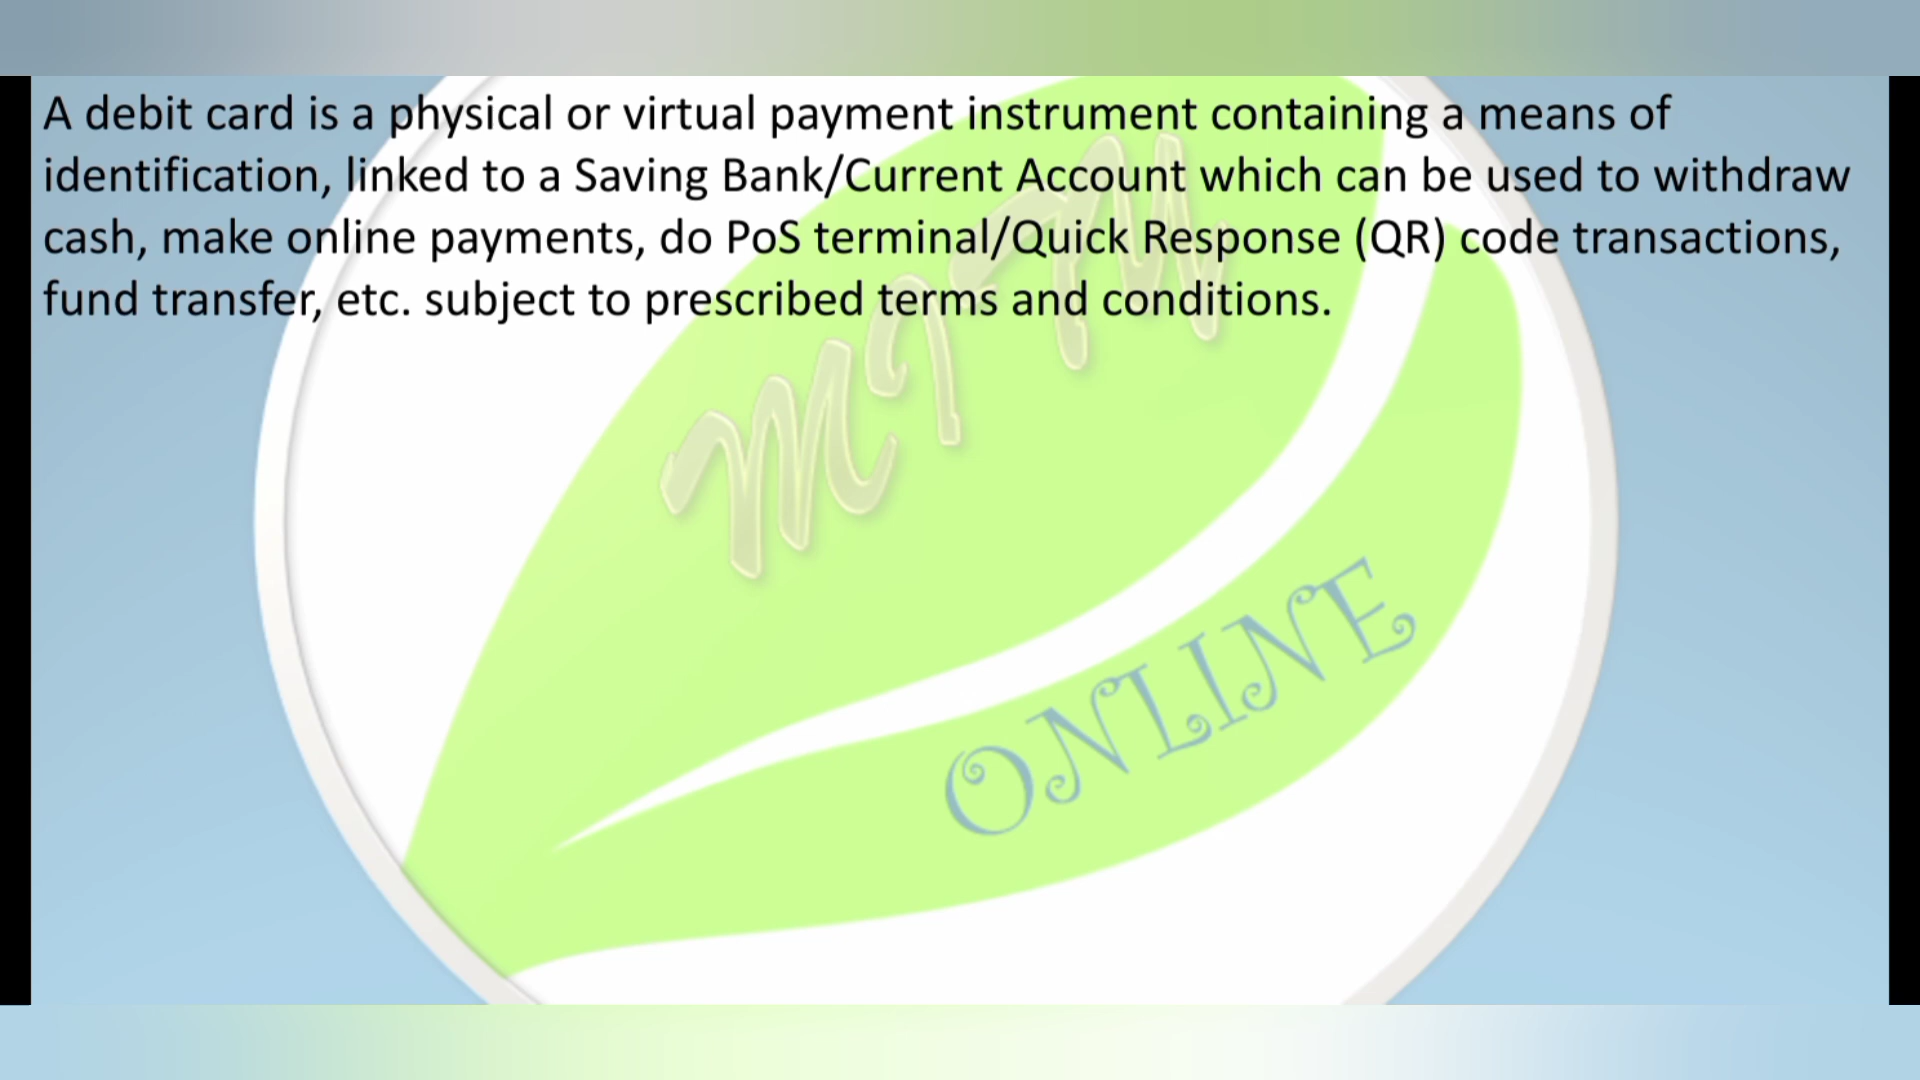 A debit card is a physical or virtual payment instrument containing a means of
identification, linked to a Saving Bank/Current Account which can be used to withdraw
cash, make online payments, do PoS terminal/Quick Response (QR) code transactions,
fund transfer, etc. subject to prescribed terms and conditions.
ONLINE